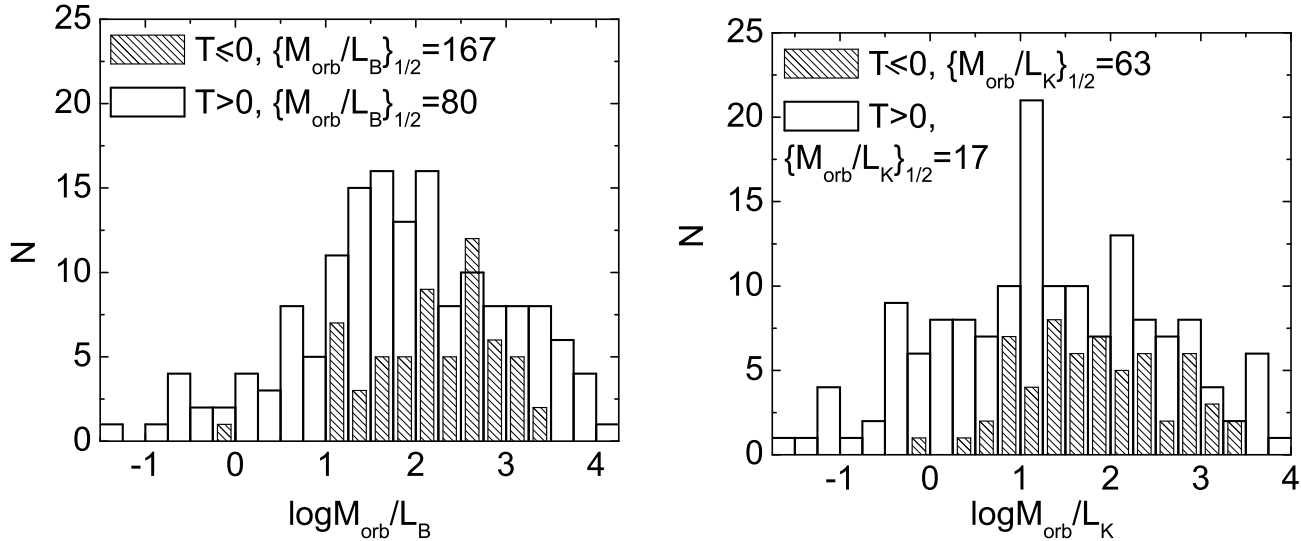 25
20
15
10
5
0
N
T⩽0, {M_orb/L_B}_1/2=167
T>0, {M_orb/L_B}_1/2=80
-1 0 1 2 3 4
logM_orb/L_B
25
20
15
10
5
0
N
T⩽0, {M_orb/L_K}_1/2=63
T>0,
{M_orb/L_K}_1/2=17
-1 0 1 2 3 4
logM_orb/L_K